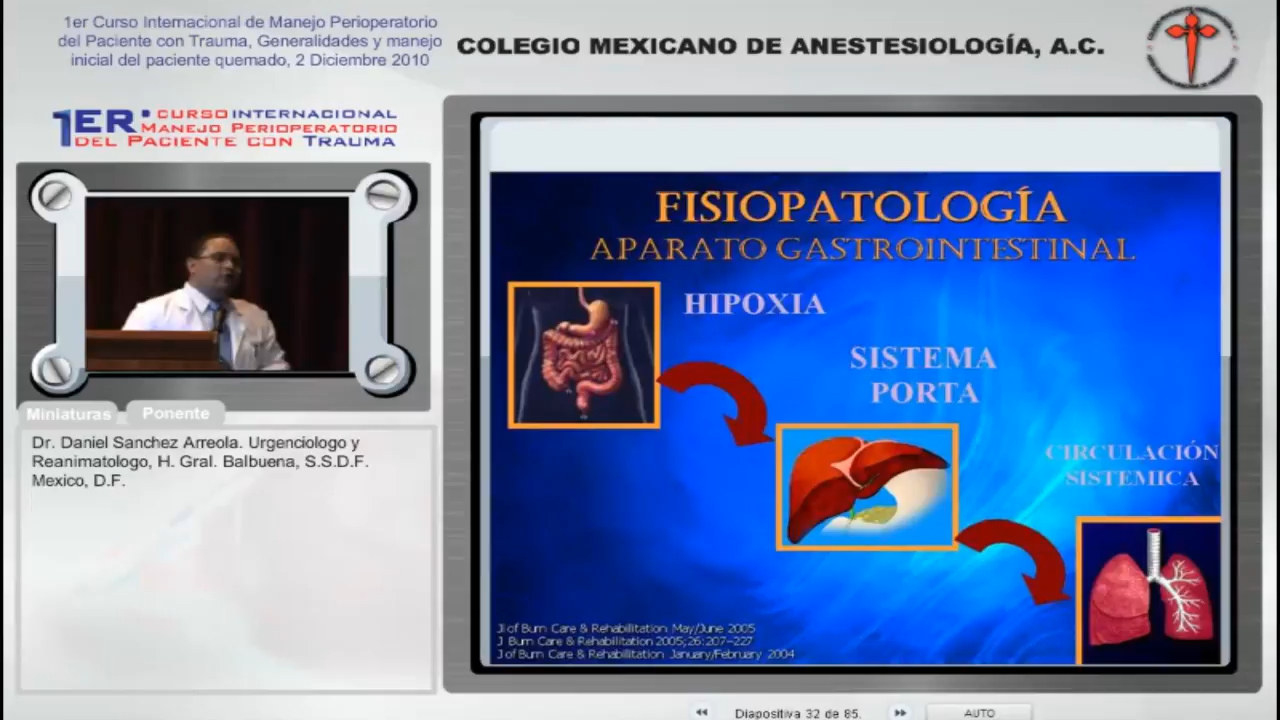 1er Curso Internacional de Manejo Perioperatorio
del Paciente con Trauma, Generalidades y manejo
inicial del paciente quemado, 2 Diciembre 2010
COLEGIO MEXICANO DE ANESTESIOLOGÍA, A.C.
1ER. CURSO INTERNACIONAL
MANEJO PERIOPERATORIO
DEL PACIENTE CON TRAUMA
Miniaturas
Ponente
Dr. Daniel Sanchez Arreola. Urgenciologo y
Reanimatologo, H. Gral. Balbuena, S.S.D.F.
Mexico, D.F.
FISIOPATOLOGÍA
APARATO GASTROINTESTINAL
HIPOXIA
SISTEMA
PORTA
CIRCULACIÓN
SISTEMICA
J of Burn Care & Rehabilitation May/June 2005
J Burn Care & Rehabilitation 2005;26:207–227
J of Burn Care & Rehabilitation January/February 2004
Diapositiva 32 de 85.
AUTO